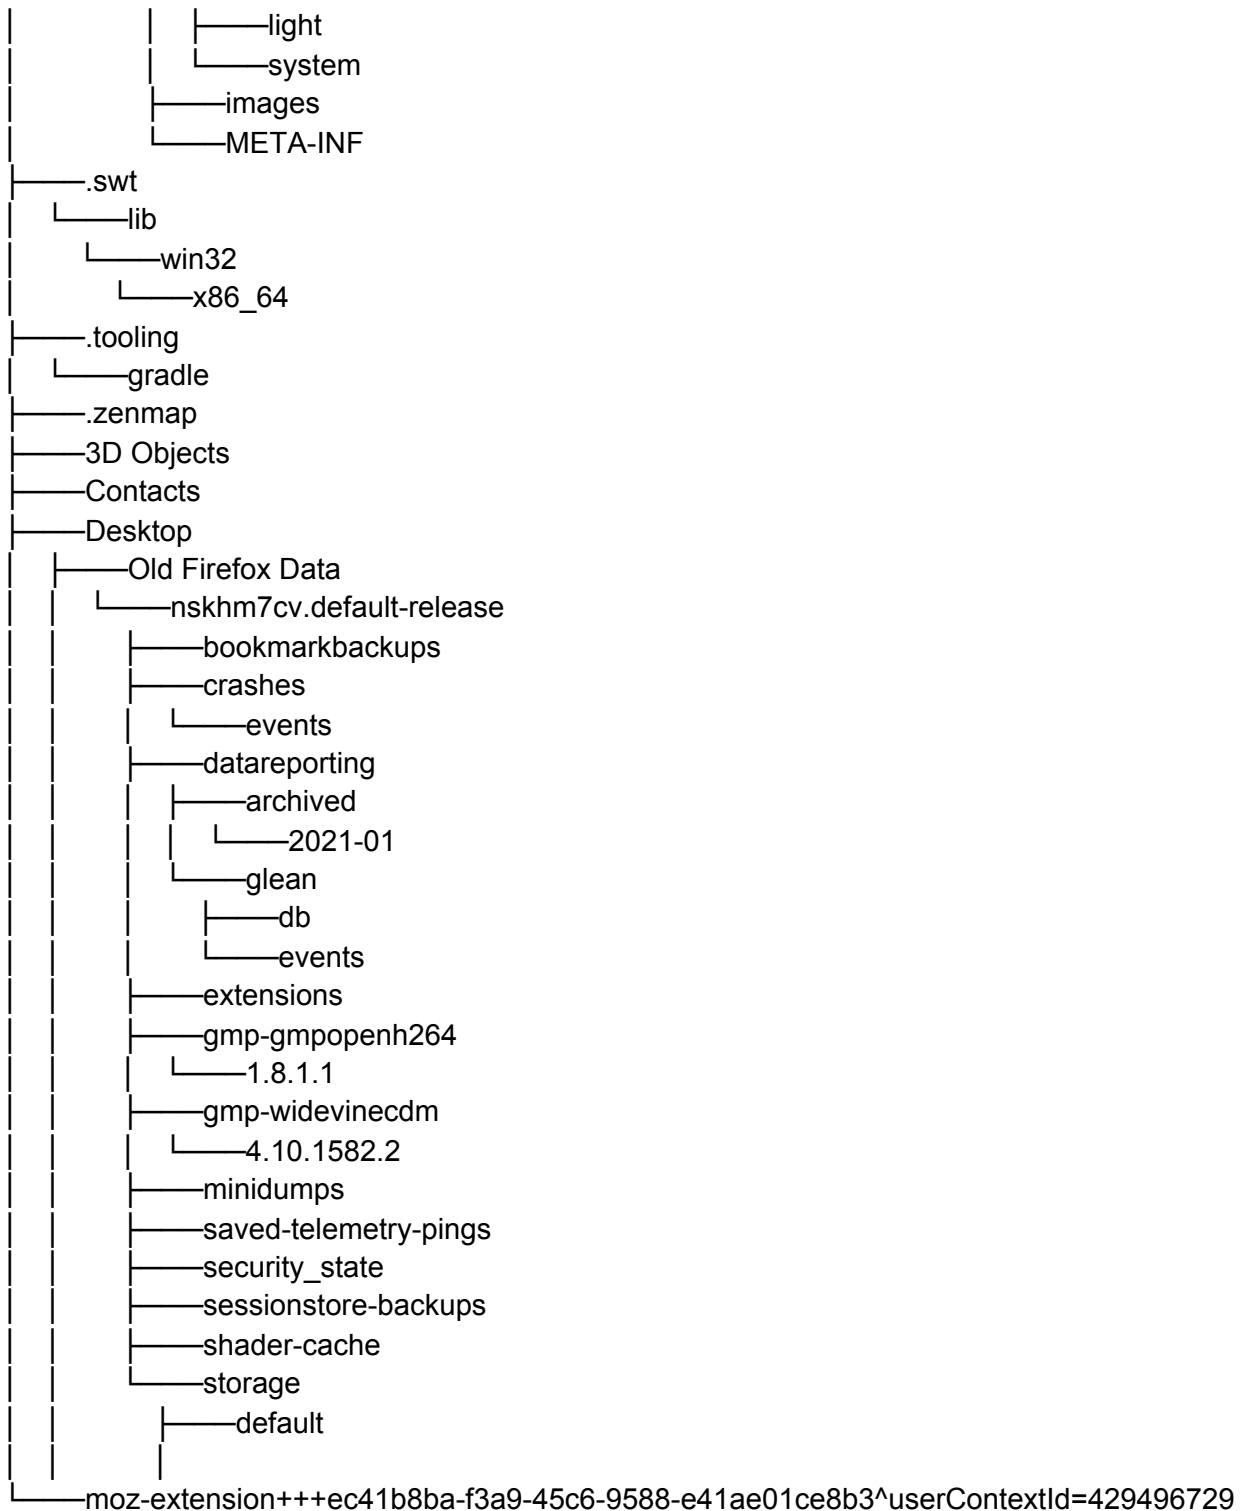 │ │ ├───light
│ │ └───system
│ ├───images
│ └───META-INF
├───.swt
│ └───lib
│ └───win32
│ └───x86_64
├───.tooling
│ └───gradle
├───.zenmap
├───3D Objects
├───Contacts
├───Desktop
│ ├───Old Firefox Data
│ │ └───nskhm7cv.default-release
│ │ ├───bookmarkbackups
│ │ ├───crashes
│ │ │ └───events
│ │ ├───datareporting
│ │ │ ├───archived
│ │ │ │ └───2021-01
│ │ │ └───glean
│ │ │ ├───db
│ │ │ └───events
│ │ ├───extensions
│ │ ├───gmp-gmpopenh264
│ │ │ └───1.8.1.1
│ │ ├───gmp-widevinecdm
│ │ │ └───4.10.1582.2
│ │ ├───minidumps
│ │ ├───saved-telemetry-pings
│ │ ├───security_state
│ │ ├───sessionstore-backups
│ │ ├───shader-cache
│ │ └───storage
│ │ ├───default
│ │ │
└───moz-extension+++ec41b8ba-f3a9-45c6-9588-e41ae01ce8b3^userContextId=429496729